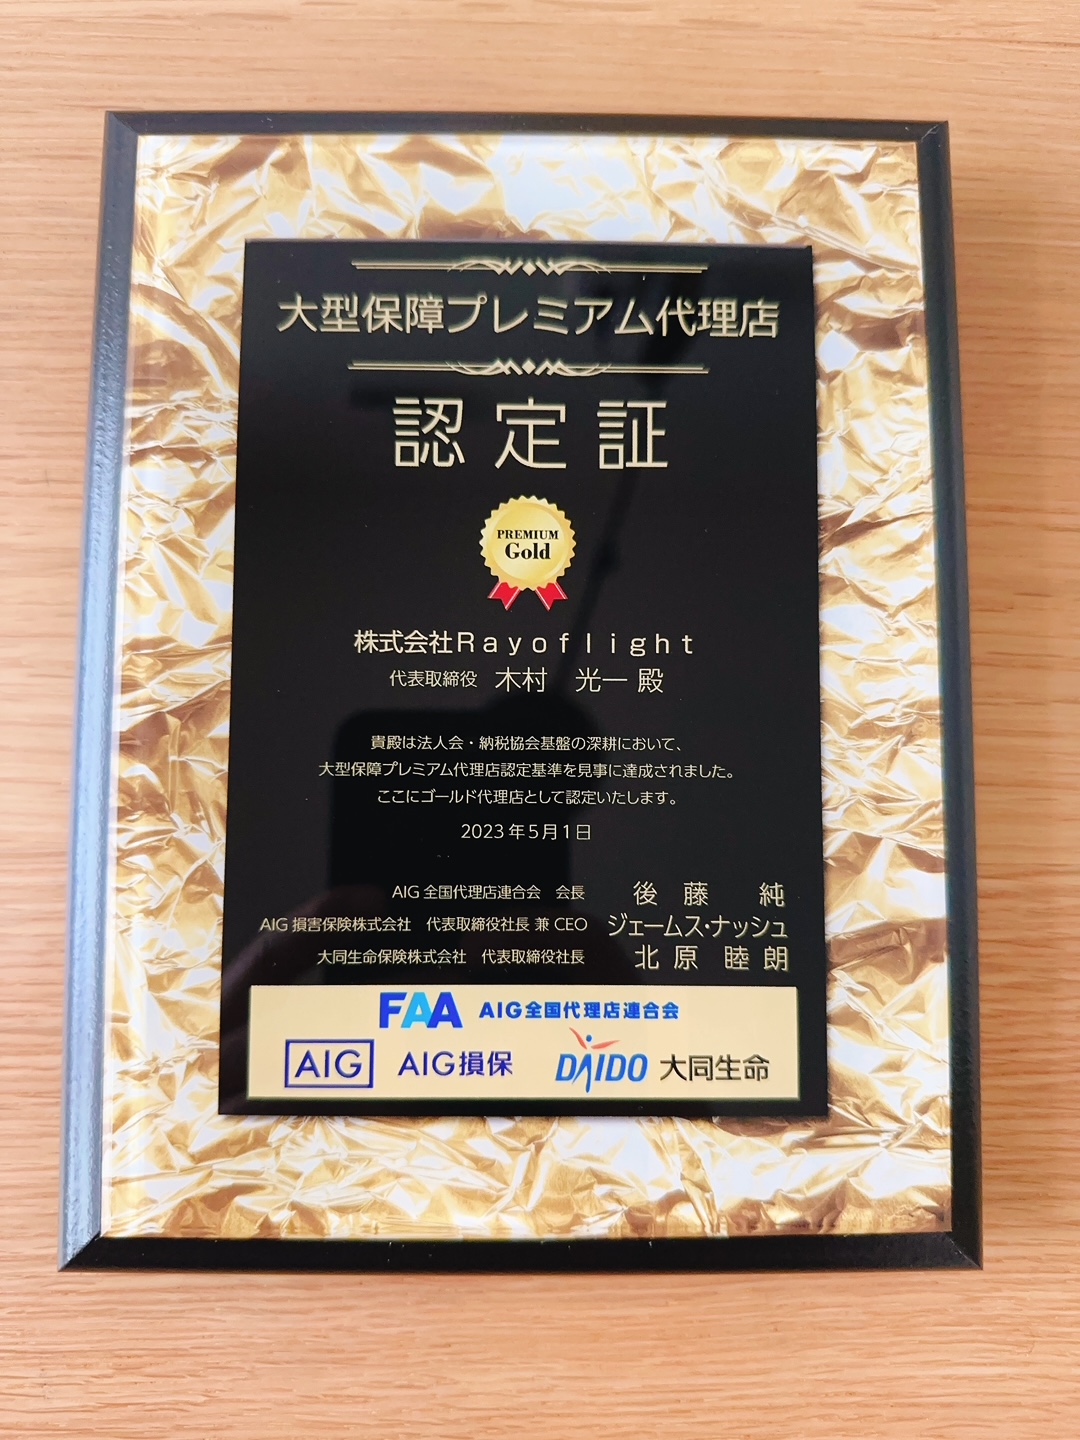 大型保障プレミアム代理店
認定証
PREMIUM
Gold
株式会社Rayoflight
代表取締役 木村 光一 殿
貴殿は法人会・納税協会基盤の深耕において、
大型保障プレミアム代理店認定基準を見事に達成されました。
ここにゴールド代理店として認定いたします。
2023年5月1日
AIG全国代理店連合会 会長 後藤 純
AIG損害保険株式会社 代表取締役社長 兼 CEO ジェームス・ナッシュ
大同生命保険株式会社 代表取締役社長 北原 睦朗
FAA AIG全国代理店連合会
AIG AIG損保 DAIDO 大同生命